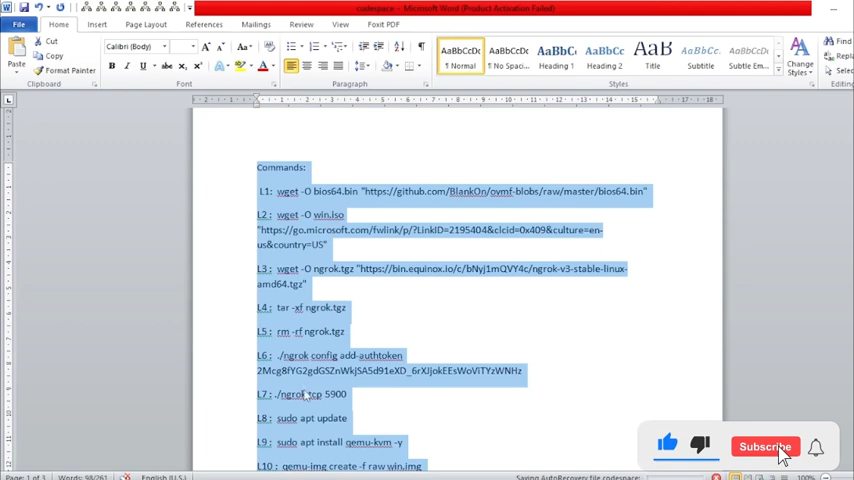 codespace - Microsoft Word (Product Activation Failed)
File Home Insert Page Layout References Mailings Review View Foxit PDF
Paste Cut Copy Format Painter
Calibri (Body)
B I U abc
AaBbCcDc AaBbCcDc AaBbC AaBbCc AaB AaBbCc. AaBbCcDc
¶ Normal ¶ No Spaci... Heading 1 Heading 2 Title Subtitle Subtle Em...
Change Styles
Find
Clipboard Font Paragraph Styles
Commands:
L1: wget -O bios64.bin "https://github.com/BlankOn/ovmf-blobs/raw/master/bios64.bin"
L2 : wget -O win.iso
"https://go.microsoft.com/fwlink/p/?LinkID=2195404&clcid=0x409&culture=en-
us&country=US"
L3 : wget -O ngrok.tgz "https://bin.equinox.io/c/bNyj1mQVY4c/ngrok-v3-stable-linux-
amd64.tgz"
L4 : tar -xf ngrok.tgz
L5 : rm -rf ngrok.tgz
L6 : ./ngrok config add-authtoken
2Mcg8fYG2gdGSZnWkJSA5d91eXD_6rXJjokEEsWoViTYzWNHz
L7 : ./ngrok tcp 5900
L8 : sudo apt update
L9 : sudo apt install qemu-kvm -y
L10 : qemu-img create -f raw win.img
Subscribe
Page: 1 of 3 Words: 98/261 English (U.S.) Saving AutoRecovery file codespace: 100%